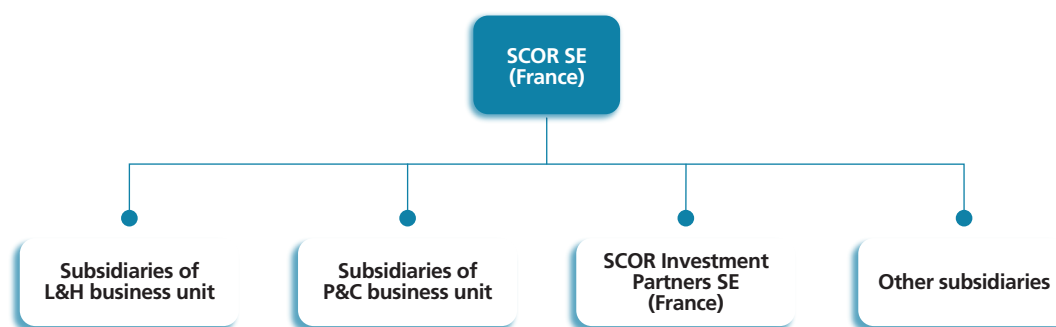 SCOR SE
(France)
Subsidiaries of
L&H business unit
Subsidiaries of
P&C business unit
SCOR Investment
Partners SE
(France)
Other subsidiaries